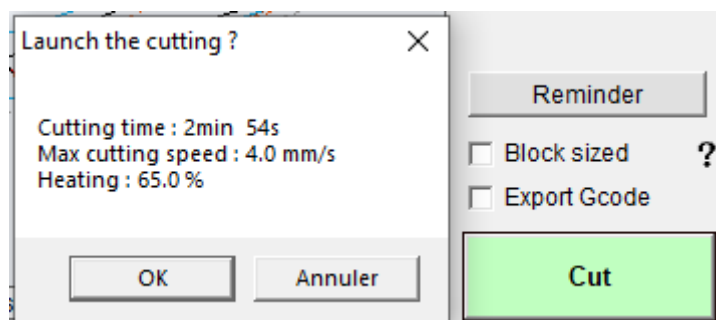 Launch the cutting ?
Cutting time : 2min 54s
Max cutting speed : 4.0 mm/s
Heating : 65.0 %
OK
Annuler
Reminder
Block sized
?
Export Gcode
Cut